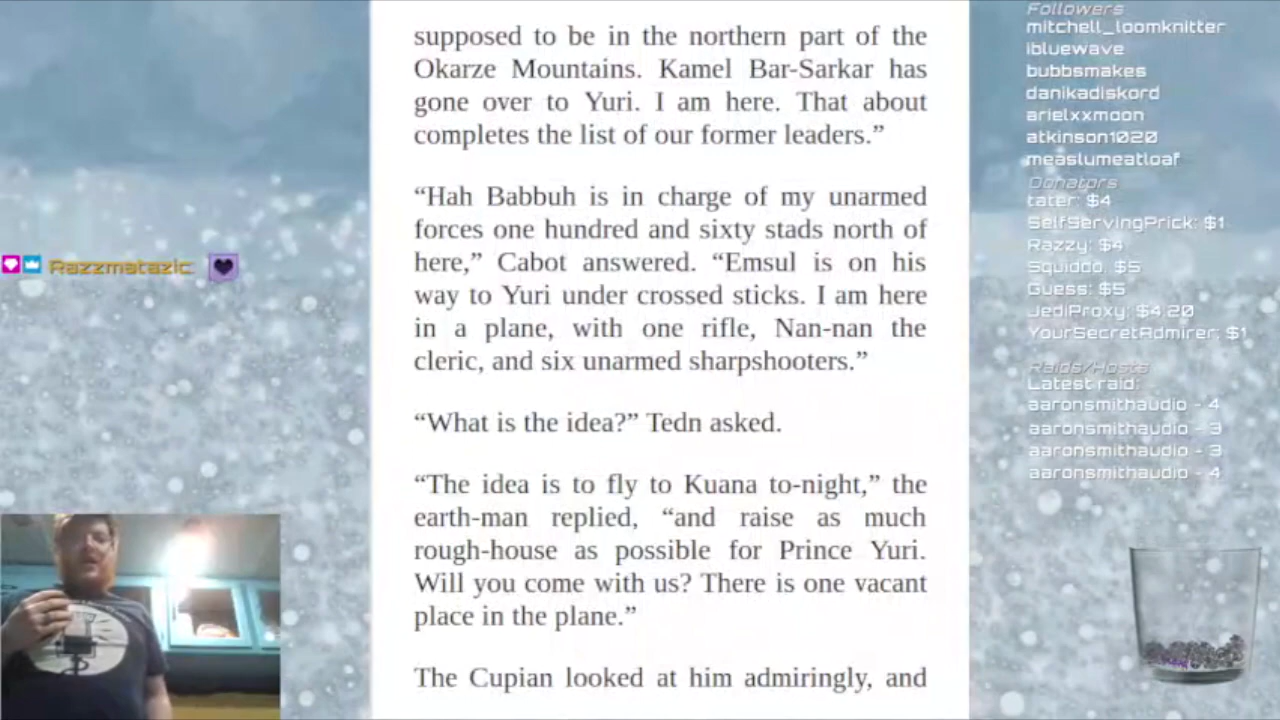 supposed to be in the northern part of the
Okarze Mountains. Kamel Bar-Sarkar has
gone over to Yuri. I am here. That about
completes the list of our former leaders.”
“Hah Babbuh is in charge of my unarmed
forces one hundred and sixty stads north of
here,” Cabot answered. “Emsul is on his
way to Yuri under crossed sticks. I am here
in a plane, with one rifle, Nan-nan the
cleric, and six unarmed sharpshooters.”
“What is the idea?” Tedn asked.
“The idea is to fly to Kuana to-night,” the
earth-man replied, “and raise as much
rough-house as possible for Prince Yuri.
Will you come with us? There is one vacant
place in the plane.”
The Cupian looked at him admiringly, and
Razzmatazic
Followers
mitchell_loomknitter
ibluewave
bubbsmakes
danikadiskord
arielxxmoon
atkinson1020
measlumeatloaf
Donators
tater: $4
SelfServingPrick: $1
Razzy: $4
Squiddo: $5
Guess: $5
JediProxy: $4.20
YourSecretAdmirer: $1
Raids/Hosts
Latest raid:
aaronsmithaudio - 4
aaronsmithaudio - 3
aaronsmithaudio - 3
aaronsmithaudio - 4